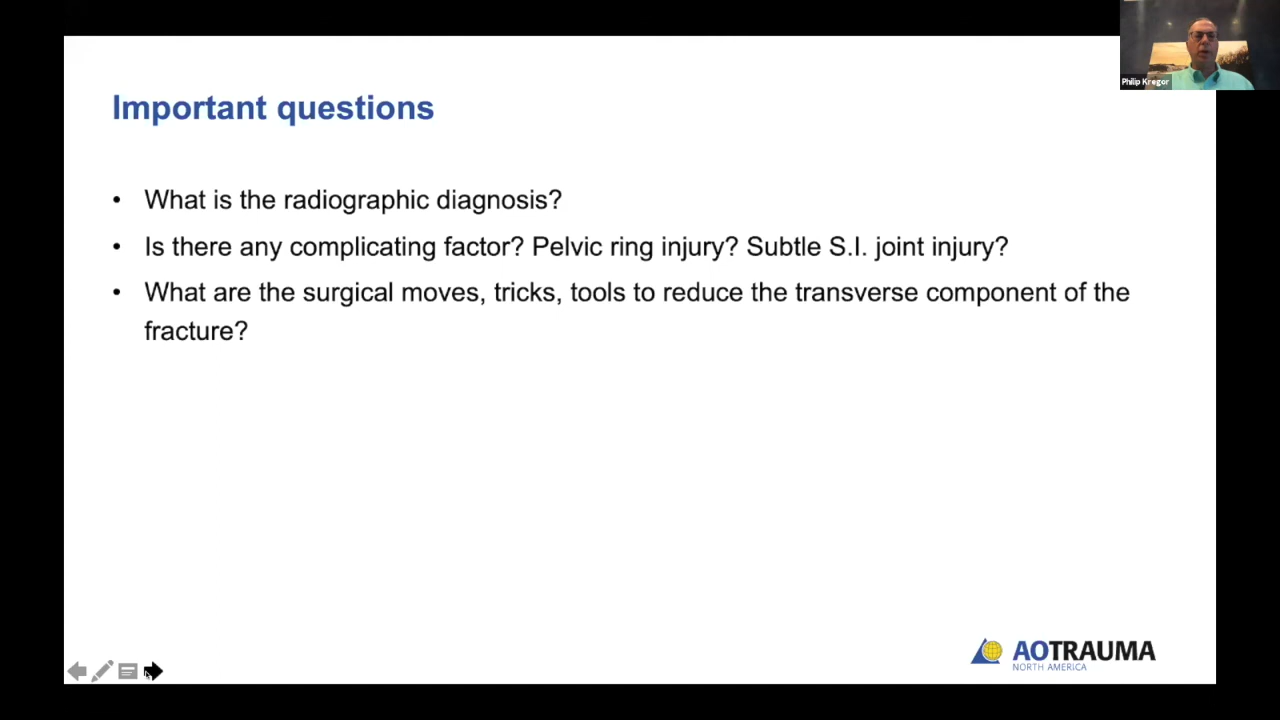 Philip Kregor
Important questions
• What is the radiographic diagnosis?
• Is there any complicating factor? Pelvic ring injury? Subtle S.I. joint injury?
• What are the surgical moves, tricks, tools to reduce the transverse component of the
fracture?
AOTRAUMA
NORTH AMERICA